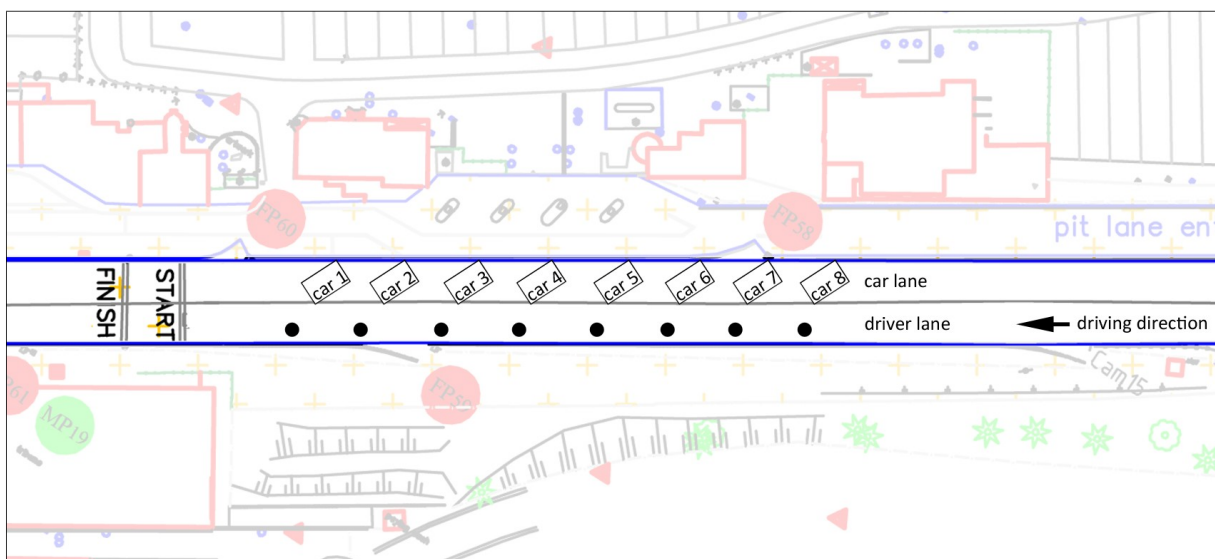 FP60
FP58
pit lane ent
FINISH
START
car 1
car 2
car 3
car 4
car 5
car 6
car 7
car 8
car lane
driver lane
driving direction
Cam15
FP59
P61
MP19